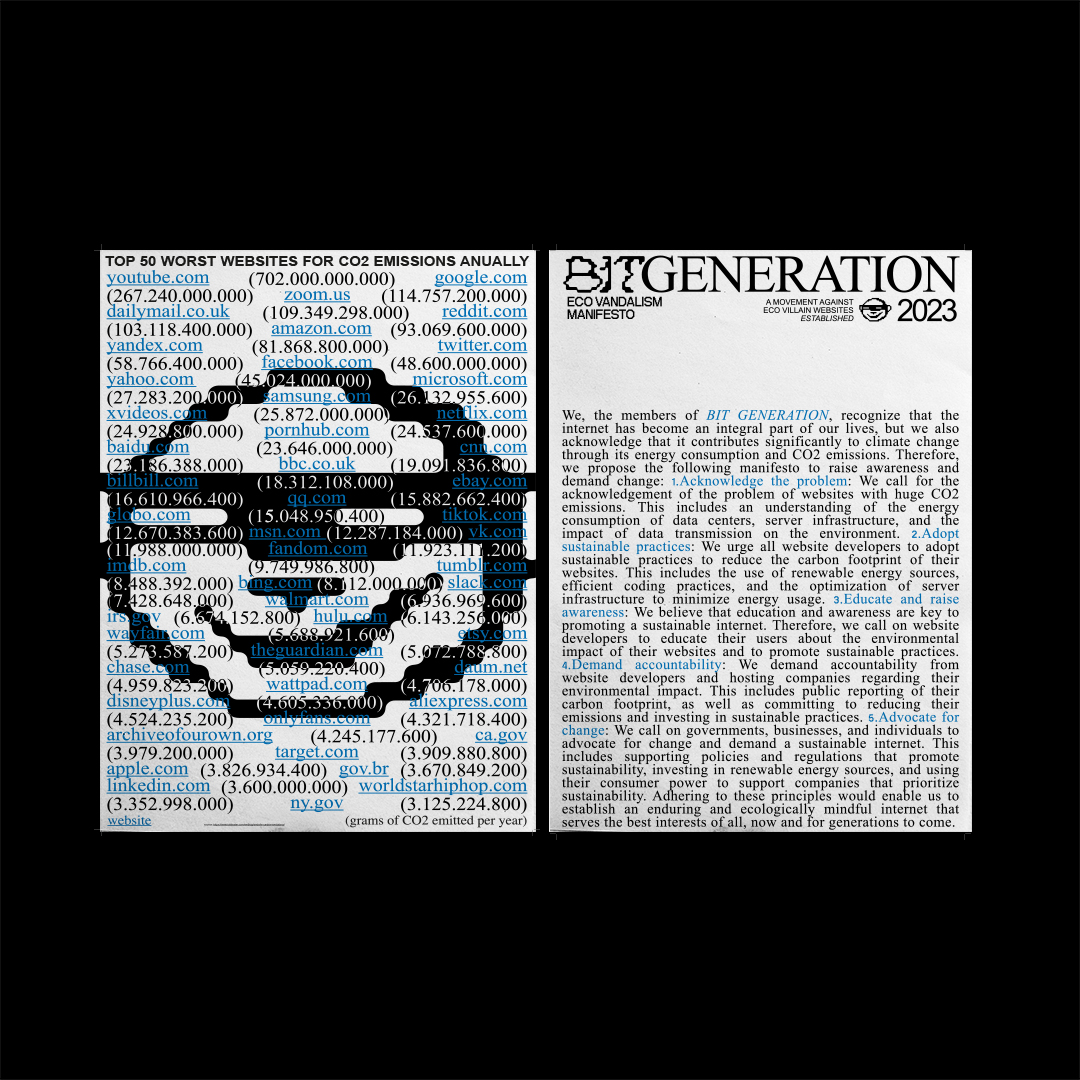 TOP 50 WORST WEBSITES FOR CO2 EMISSIONS ANUALLY
youtube.com (702.000.000.000) google.com
(267.240.000.000) zoom.us (114.757.200.000)
dailymail.co.uk (109.349.298.000) reddit.com
(103.118.400.000) amazon.com (93.069.600.000)
yandex.com (81.868.800.000) twitter.com
(58.766.400.000) facebook.com (48.600.000.000)
yahoo.com (45.024.000.000) microsoft.com
(27.283.200.000) samsung.com (26.132.955.600)
xvideos.com (25.872.000.000) netflix.com
(24.928.800.000) pornhub.com (24.537.600.000)
baidu.com (23.646.000.000) cnn.com
(23.186.388.000) bbc.co.uk (19.091.836.800)
billbill.com (18.312.108.000) ebay.com
(16.610.966.400) qq.com (15.882.662.400)
globo.com (15.048.950.400) tiktok.com
(12.670.383.600) msn.com (12.287.184.000) vk.com
(11.988.000.000) fandom.com (11.923.111.200)
imdb.com (9.749.986.800) tumblr.com
(8.488.392.000) bing.com (8.112.000.000) slack.com
(7.428.648.000) walmart.com (6.936.969.600)
irs.gov (6.674.152.800) hulu.com (6.143.256.000)
wayfair.com (5.688.921.600) etsy.com
(5.273.587.200) theguardian.com (5.072.788.800)
chase.com (5.059.220.400) daum.net
(4.959.823.200) wattpad.com (4.706.178.000)
disneyplus.com (4.605.336.000) aliexpress.com
(4.524.235.200) onlyfans.com (4.321.718.400)
archiveofourown.org (4.245.177.600) ca.gov
(3.979.200.000) target.com (3.909.880.800)
apple.com (3.826.934.400) gov.br (3.670.849.200)
linkedin.com (3.600.000.000) worldstarhiphop.com
(3.352.998.000) ny.gov (3.125.224.800)
website (grams of CO2 emitted per year)
BITGENERATION
ECO VANDALISM
MANIFESTO
A MOVEMENT AGAINST
ECO VILLAIN WEBSITES
ESTABLISHED
2023
We, the members of BIT GENERATION, recognize that the
internet has become an integral part of our lives, but we also
acknowledge that it contributes significantly to climate change
through its energy consumption and CO2 emissions. Therefore,
we propose the following manifesto to raise awareness and
demand change: 1.Acknowledge the problem: We call for the
acknowledgement of the problem of websites with huge CO2
emissions. This includes an understanding of the energy
consumption of data centers, server infrastructure, and the
impact of data transmission on the environment. 2.Adopt
sustainable practices: We urge all website developers to adopt
sustainable practices to reduce the carbon footprint of their
websites. This includes the use of renewable energy sources,
efficient coding practices, and the optimization of server
infrastructure to minimize energy usage. 3.Educate and raise
awareness: We believe that education and awareness are key to
promoting a sustainable internet. Therefore, we call on website
developers to educate their users about the environmental
impact of their websites and to promote sustainable practices.
4.Demand accountability: We demand accountability from
website developers and hosting companies regarding their
environmental impact. This includes public reporting of their
carbon footprint, as well as committing to reducing their
emissions and investing in sustainable practices. 5.Advocate for
change: We call on governments, businesses, and individuals to
advocate for change and demand a sustainable internet. This
includes supporting policies and regulations that promote
sustainability, investing in renewable energy sources, and using
their consumer power to support companies that prioritize
sustainability. Adhering to these principles would enable us to
establish an enduring and ecologically mindful internet that
serves the best interests of all, now and for generations to come.